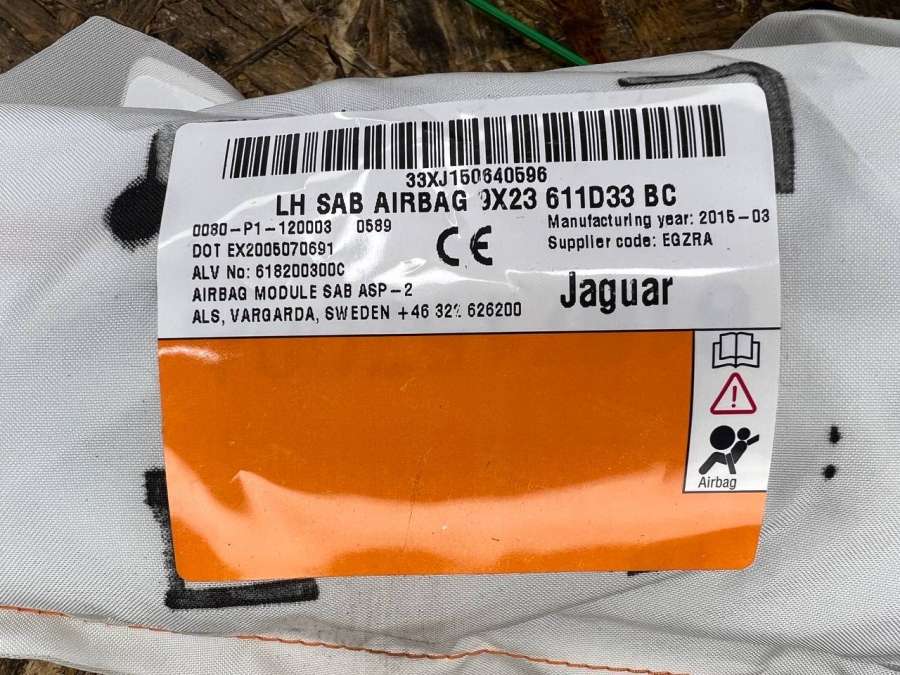 33XJ150640596
LH SAB AIRBAG 9X23 611D33 BC
0080-P1-120003 0589
Manufacturing year: 2015-03
DOT EX2005070691
Supplier code: EGZRA
CE
ALV No: 618200300C
AIRBAG MODULE SAB ASP-2
Jaguar
ALS, VARGARDA, SWEDEN +46 322 626200
Airbag